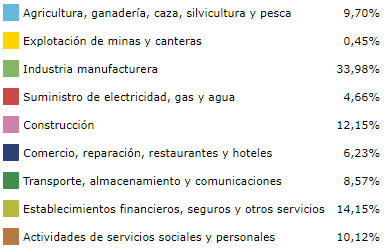 Agricultura, ganadería, caza, silvicultura y pesca 9,70%
Explotación de minas y canteras 0,45%
Industria manufacturera 33,98%
Suministro de electricidad, gas y agua 4,66%
Construcción 12,15%
Comercio, reparación, restaurantes y hoteles 6,23%
Transporte, almacenamiento y comunicaciones 8,57%
Establecimientos financieros, seguros y otros servicios 14,15%
Actividades de servicios sociales y personales 10,12%